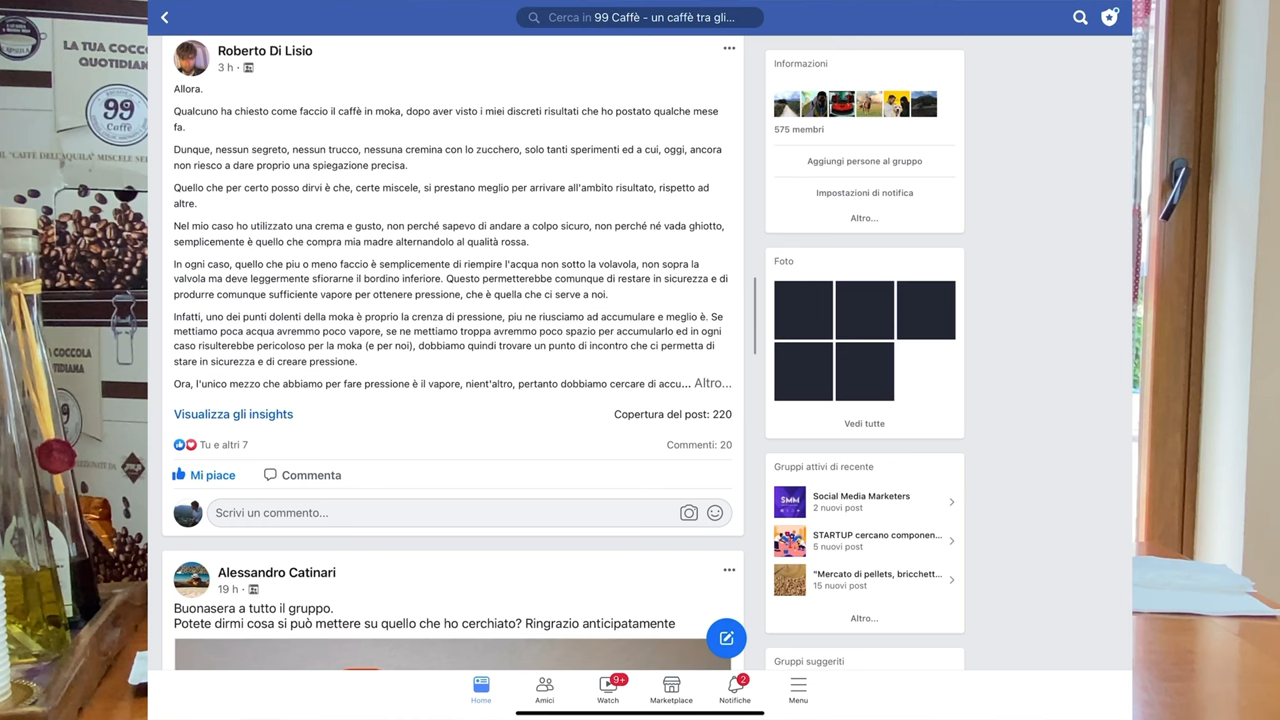 Cerca in 99 Caffè - un caffè tra gli...
LA TUA COCCO
QUOTIDIAN
99
Caffè
IL "CAFFÈ DELL'AQUILA" MISCELE SEL
Roberto Di Lisio
3 h
Allora.
Qualcuno ha chiesto come faccio il caffè in moka, dopo aver visto i miei discreti risultati che ho postato qualche mese
fa.
Dunque, nessun segreto, nessun trucco, nessuna cremina con lo zucchero, solo tanti sperimenti ed a cui, oggi, ancora
non riesco a dare proprio una spiegazione precisa.
Quello che per certo posso dirvi è che, certe miscele, si prestano meglio per arrivare all'ambito risultato, rispetto ad
altre.
Nel mio caso ho utilizzato una crema e gusto, non perché sapevo di andare a colpo sicuro, non perché né vada ghiotto,
semplicemente è quello che compra mia madre alternandolo al qualità rossa.
In ogni caso, quello che piu o meno faccio è semplicemente di riempire l'acqua non sotto la volavola, non sopra la
valvola ma deve leggermente sfiorarne il bordino inferiore. Questo permetterebbe comunque di restare in sicurezza e di
produrre comunque sufficiente vapore per ottenere pressione, che è quella che ci serve a noi.
Infatti, uno dei punti dolenti della moka è proprio la crenza di pressione, piu ne riusciamo ad accumulare e meglio è. Se
mettiamo poca acqua avremmo poco vapore, se ne mettiamo troppa avremmo poco spazio per accumularlo ed in ogni
caso risulterebbe pericoloso per la moka (e per noi), dobbiamo quindi trovare un punto di incontro che ci permetta di
stare in sicurezza e di creare pressione.
Ora, l'unico mezzo che abbiamo per fare pressione è il vapore, nient'altro, pertanto dobbiamo cercare di accu... Altro...
Visualizza gli insights
Copertura del post: 220
Tu e altri 7
Commenti: 20
Mi piace
Commenta
Scrivi un commento...
Alessandro Catinari
19 h
Buonasera a tutto il gruppo.
Potete dirmi cosa si può mettere su quello che ho cerchiato? Ringrazio anticipatamente
Informazioni
575 membri
Aggiungi persone al gruppo
Impostazioni di notifica
Altro...
Foto
Vedi tutte
Gruppi attivi di recente
SMM
Social Media Marketers
2 nuovi post
STARTUP cercano componen...
5 nuovi post
"Mercato di pellets, bricchett...
15 nuovi post
Altro...
Gruppi suggeriti
COCCOLA
Home
Amici
9+
Watch
Marketplace
2
Notifiche
Menu